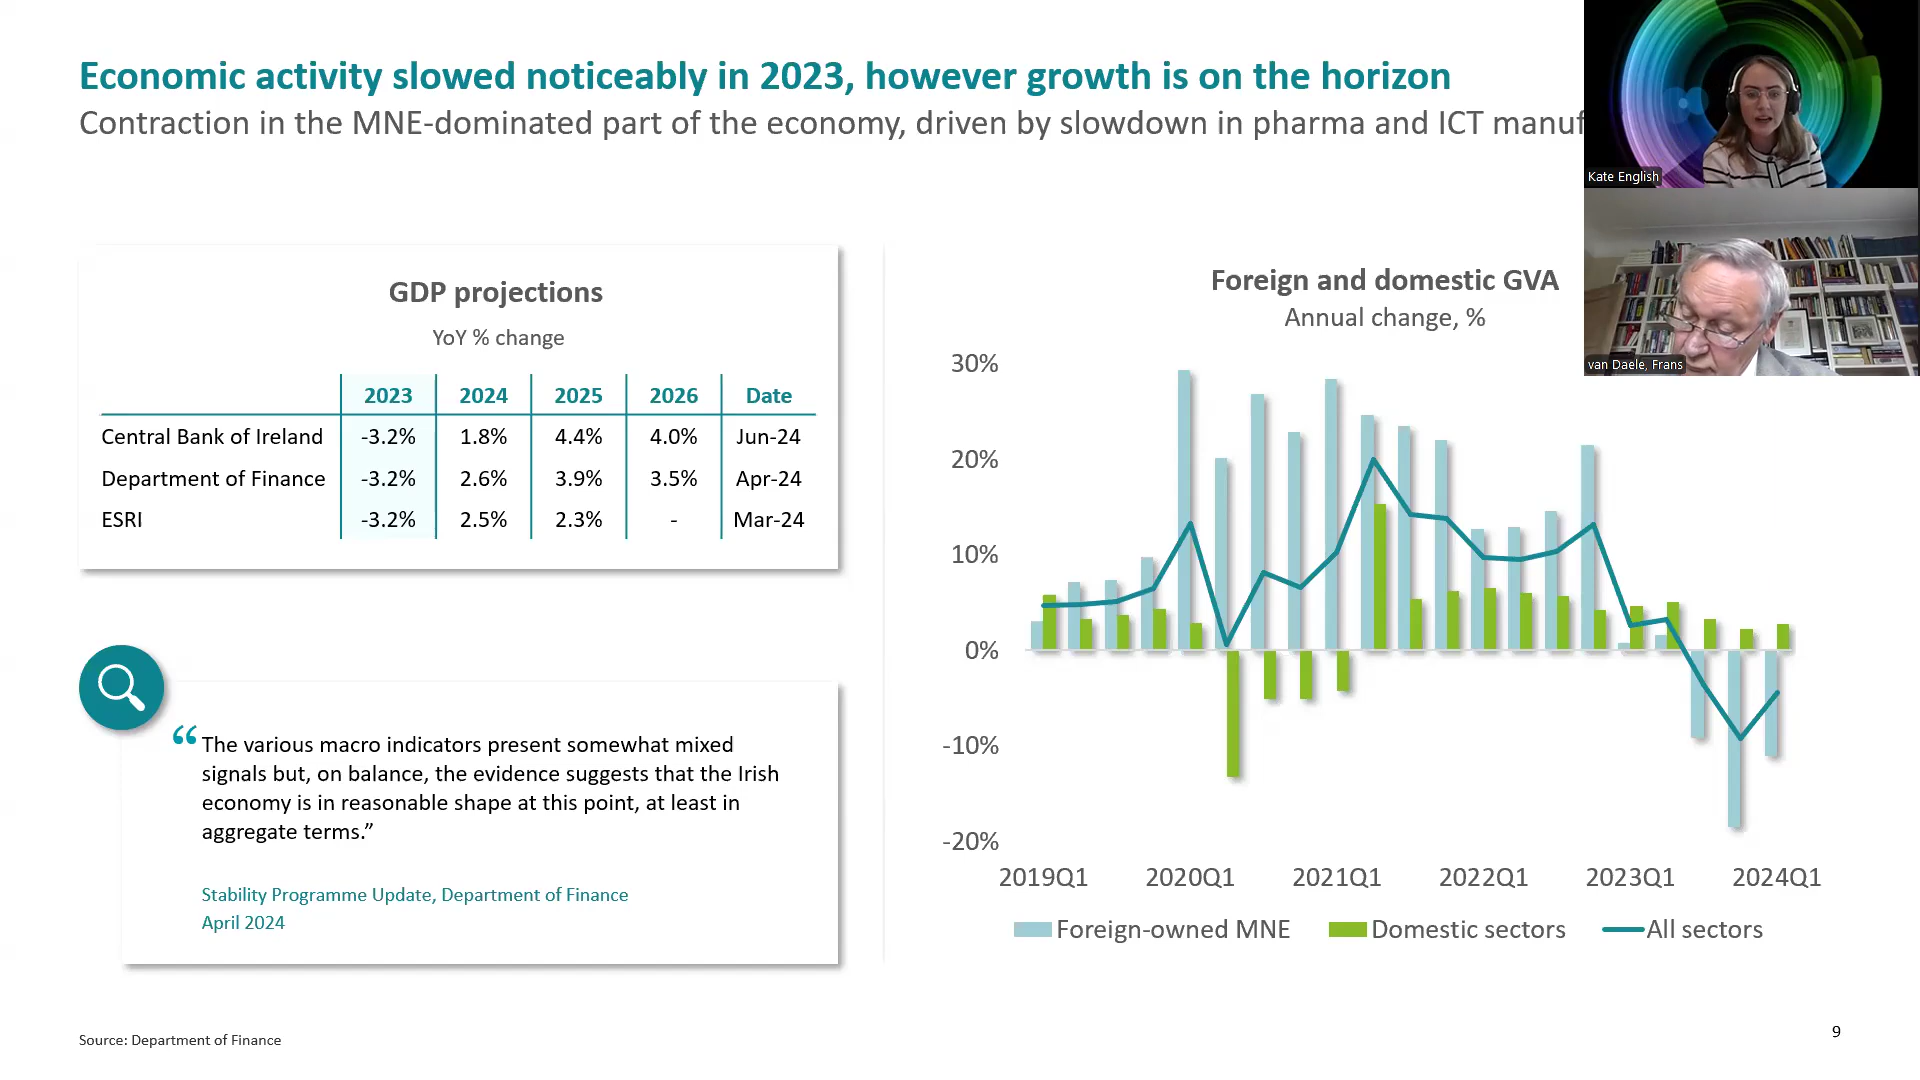 Economic activity slowed noticeably in 2023, however growth is on the horizon
Contraction in the MNE-dominated part of the economy, driven by slowdown in pharma and ICT manuf
Kate English
van Daele, Frans
GDP projections
YoY % change
2023 2024 2025 2026 Date
Central Bank of Ireland -3.2% 1.8% 4.4% 4.0% Jun-24
Department of Finance -3.2% 2.6% 3.9% 3.5% Apr-24
ESRI -3.2% 2.5% 2.3% - Mar-24
“The various macro indicators present somewhat mixed
signals but, on balance, the evidence suggests that the Irish
economy is in reasonable shape at this point, at least in
aggregate terms.”
Stability Programme Update, Department of Finance
April 2024
Foreign and domestic GVA
Annual change, %
30%
20%
10%
0%
-10%
-20%
2019Q1 2020Q1 2021Q1 2022Q1 2023Q1 2024Q1
Foreign-owned MNE Domestic sectors All sectors
Source: Department of Finance
9